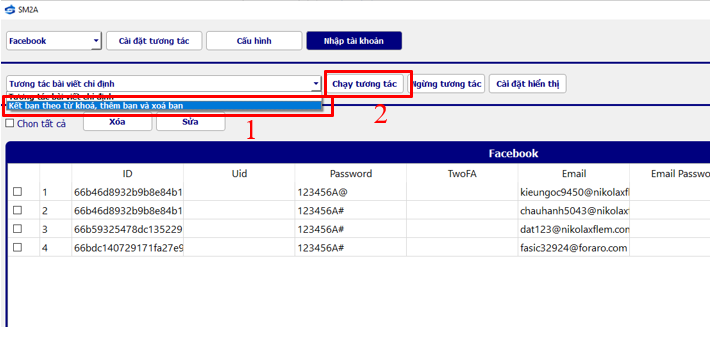 SM2A
Facebook Cài đặt tương tác Cấu hình Nhập tài khoản
Tương tác bài viết chỉ định Chạy tương tác Ngừng tương tác Cài đặt hiển thị
Tương tác bài viết chỉ định
Kết bạn theo từ khoá, thêm bạn và xoá bạn
1 2
Chọn tất cả Xóa Sửa
Facebook
ID Uid Password TwoFA Email Email Passwo
1 66b46d8932b9b8e84b1 123456A@ kieungoc9450@nikolaxfl
2 66b46d8932b9b8e84b1 123456A# chauhanh5043@nikolaxf
3 66b59325478dc135229 123456A# dat123@nikolaxflem.con
4 66bdc140729171fa27e9 123456A# fasic32924@foraro.com